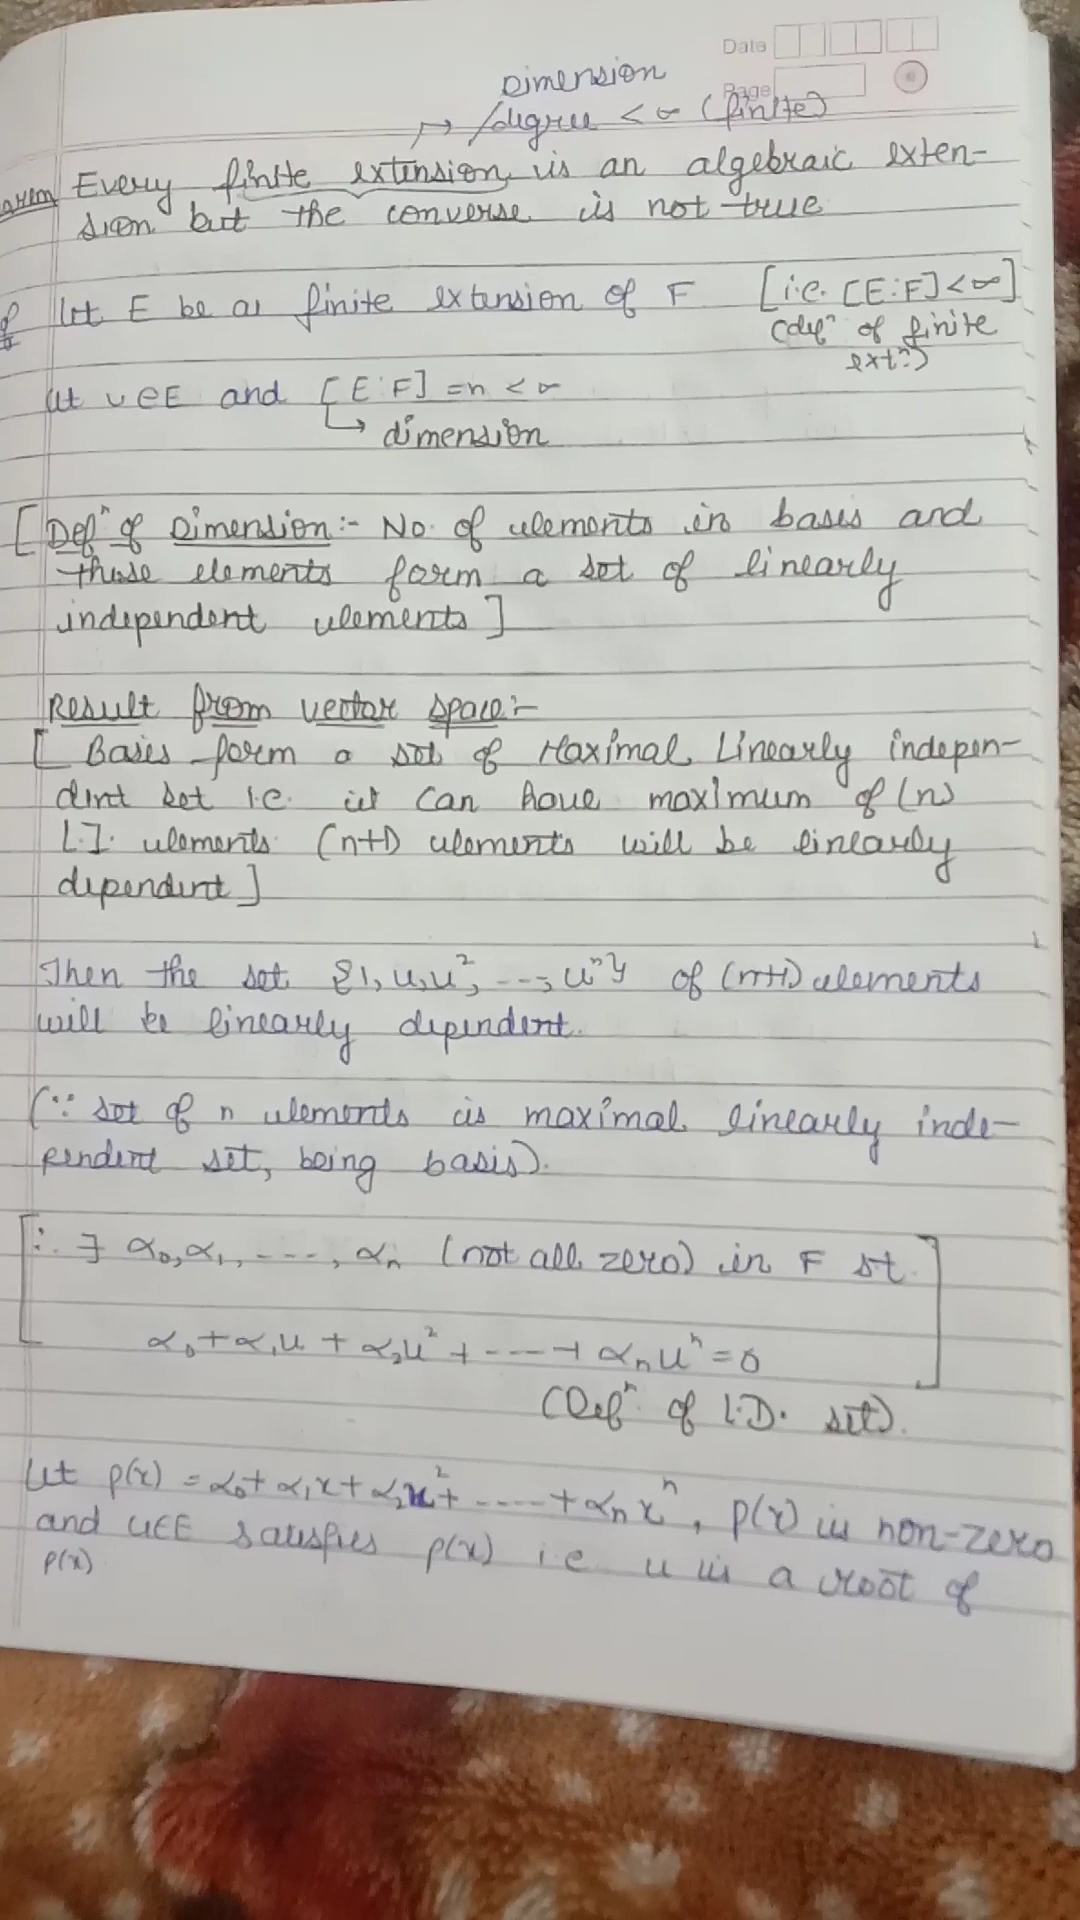 Date
Page
Dimension
/degree < ∞ (finite)
Every finite extension is an algebraic exten-
sion but the converse is not true
Let E be a finite extension of F [i.e. [E:F] < ∞]
(defⁿ of finite
extⁿ)
Let u ∈ E and [E:F] = n < ∞
↳ dimension
[Defⁿ of Dimension:- No. of elements in basis and
these elements form a set of linearly
independent elements]
Result from vector space:-
[Basis form a set of Maximal Linearly indepen-
dent set i.e. it can have maximum of (n)
L.I. elements. (n+1) elements will be linearly
dependent]
Then the set {1, u, u², ---, uⁿ} of (n+1) elements
will be linearly dependent.
(∵ set of n elements is maximal linearly inde-
pendent set, being basis).
∴ ∃ α₀, α₁, ----, αₙ (not all zero) in F st.
α₀ + α₁u + α₂u² + ---- + αₙuⁿ = 0
(Defⁿ of L.D. set).
Let p(x) = α₀ + α₁x + α₂x² + ----- + αₙxⁿ, p(x) is non-zero
and u∈E satisfies p(x) i.e u is a root of
p(x)